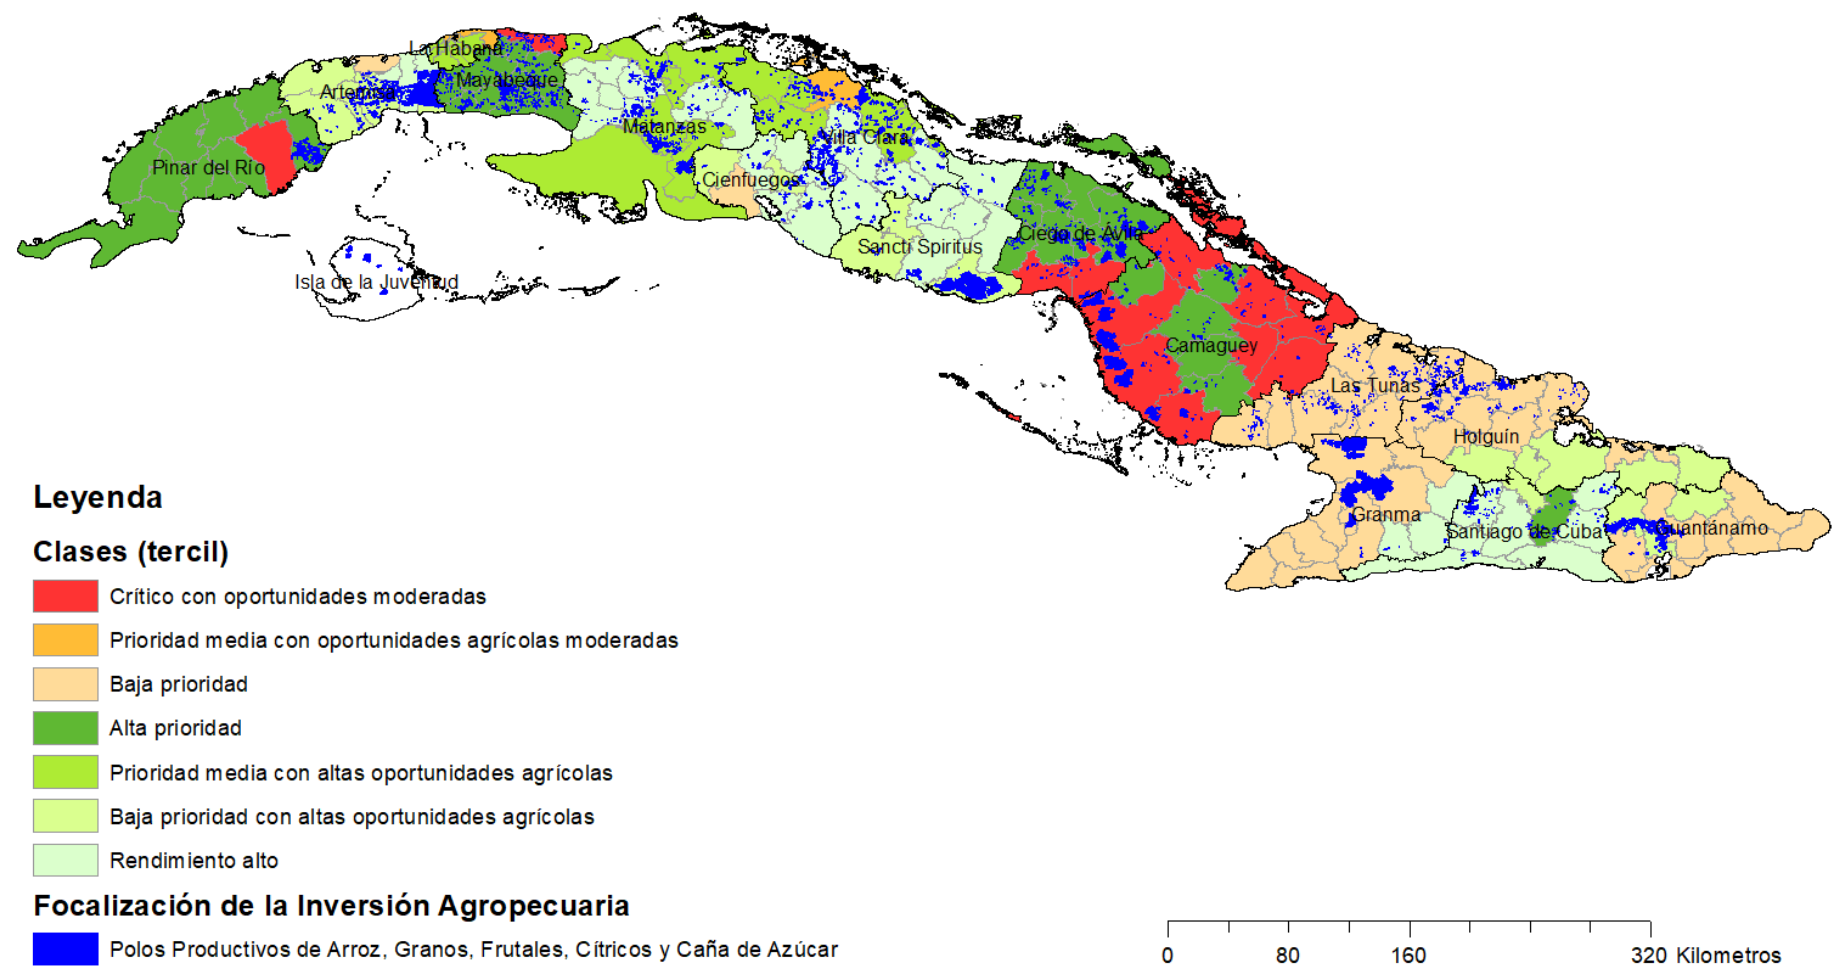 La Habana
Mayabeque
Artemisa
Matanzas
Villa Clara
Pinar del Río
Cienfuegos
Sancti Spiritus
Ciego de Ávila
Isla de la Juventud
Camaguey
Las Tunas
Holguín
Granma
Santiago de Cuba
Guantánamo
Leyenda
Clases (tercil)
Crítico con oportunidades moderadas
Prioridad media con oportunidades agrícolas moderadas
Baja prioridad
Alta prioridad
Prioridad media con altas oportunidades agrícolas
Baja prioridad con altas oportunidades agrícolas
Rendimiento alto
Focalización de la Inversión Agropecuaria
Polos Productivos de Arroz, Granos, Frutales, Cítricos y Caña de Azúcar
0 80 160 320 Kilometros